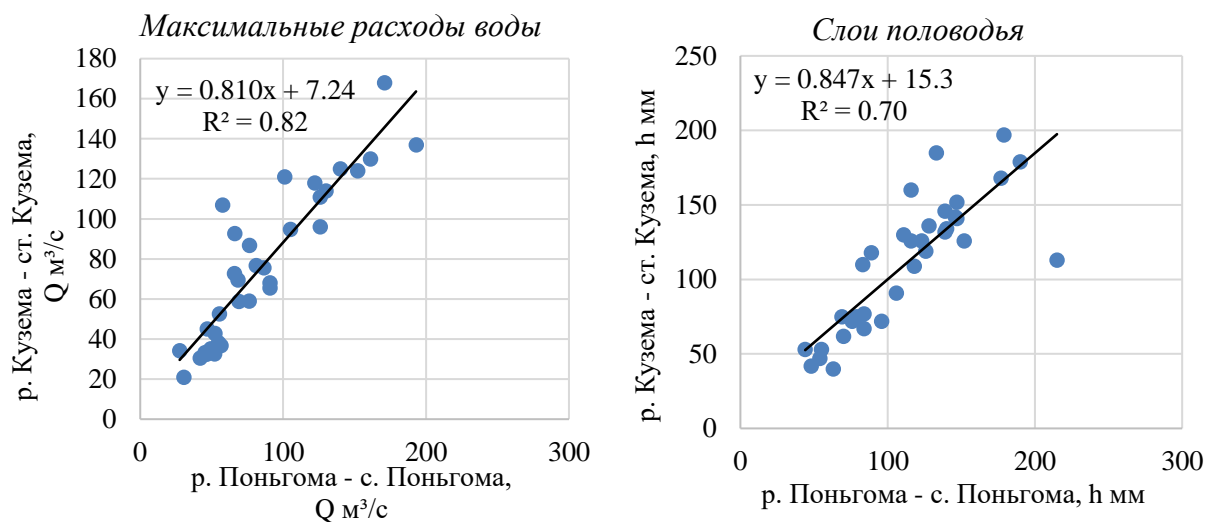 Максимальные расходы воды
180
160
140
120
100
80
60
40
20
0
y = 0.810x + 7.24
R² = 0.82
р. Кузема - ст. Кузема,
Q м³/с
0 100 200 300
р. Поньгома - с. Поньгома,
Q м³/с
Слои половодья
250
200
150
100
50
0
y = 0.847x + 15.3
R² = 0.70
р. Кузема - ст. Кузема, h мм
0 100 200 300
р. Поньгома - с. Поньгома, h мм